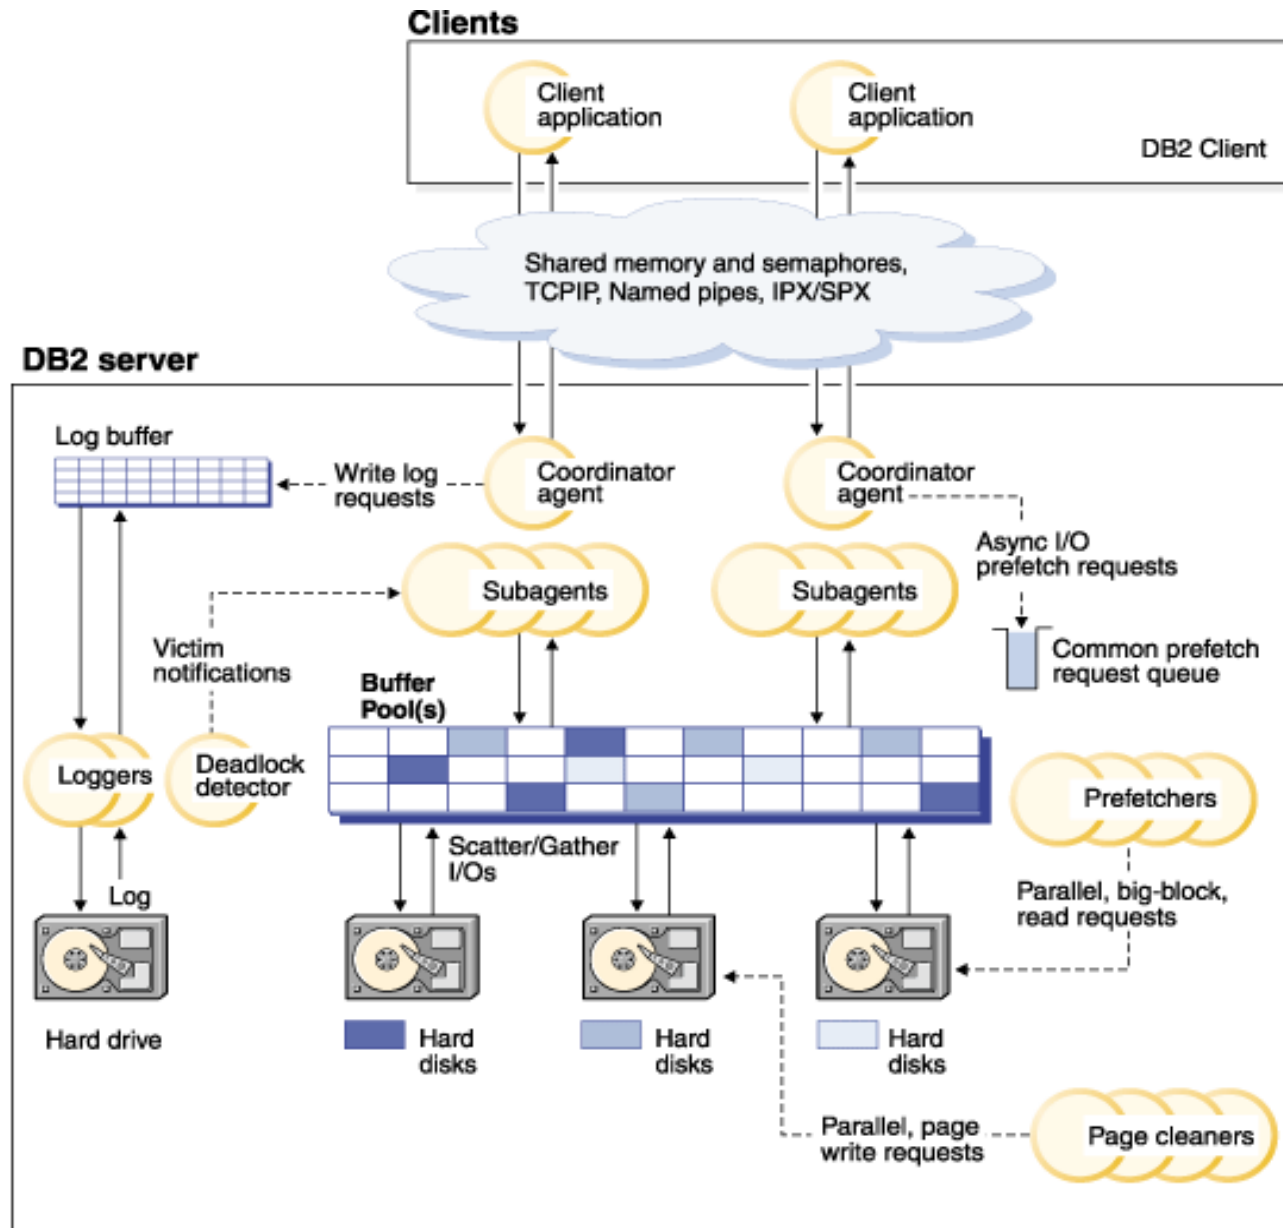 Clients
Client
application
Client
application
DB2 Client
Shared memory and semaphores,
TCPIP, Named pipes, IPX/SPX
DB2 server
Log buffer
Write log
requests
Coordinator
agent
Coordinator
agent
Async I/O
prefetch requests
Subagents
Subagents
Victim
notifications
Common prefetch
request queue
Buffer
Pool(s)
Loggers
Deadlock
detector
Prefetchers
Scatter/Gather
I/Os
Log
Parallel, big-block,
read requests
Hard drive
Hard
disks
Hard
disks
Hard
disks
Parallel, page
write requests
Page cleaners